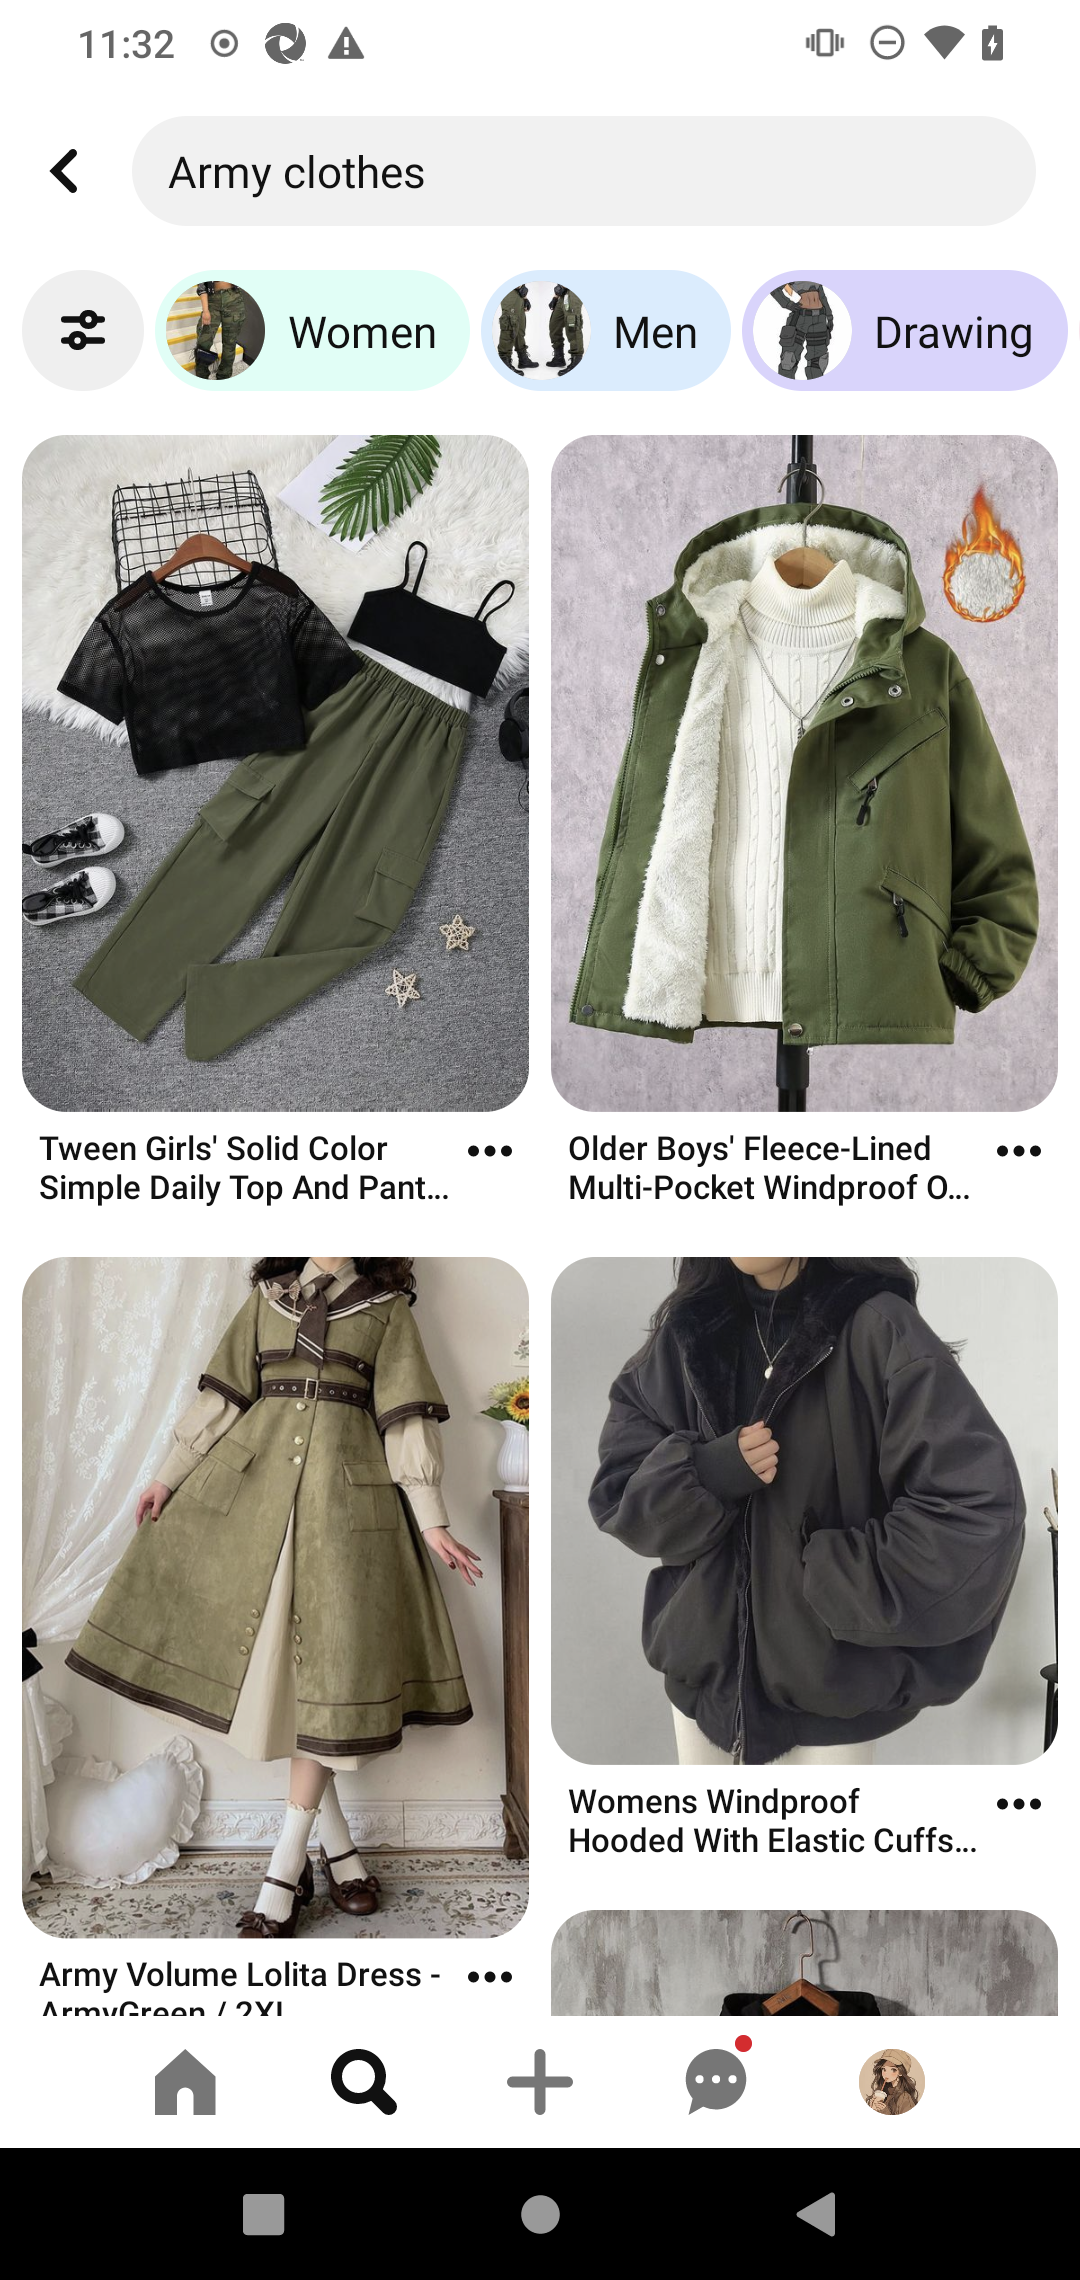 11:32
Army clothes
Women
Men
Drawing
Tween Girls' Solid Color
Simple Daily Top And Pant...
Older Boys' Fleece-Lined
Multi-Pocket Windproof O...
Womens Windproof
Hooded With Elastic Cuffs...
Army Volume Lolita Dress -
ArmyGreen / 2XL